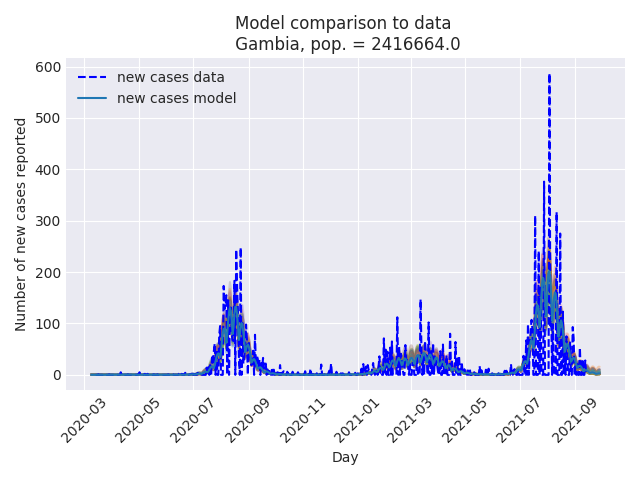 Model comparison to data
Gambia, pop. = 2416664.0
new cases data
new cases model
Number of new cases reported
600
500
400
300
200
100
0
2020-03
2020-05
2020-07
2020-09
2020-11
2021-01
2021-03
2021-05
2021-07
2021-09
Day